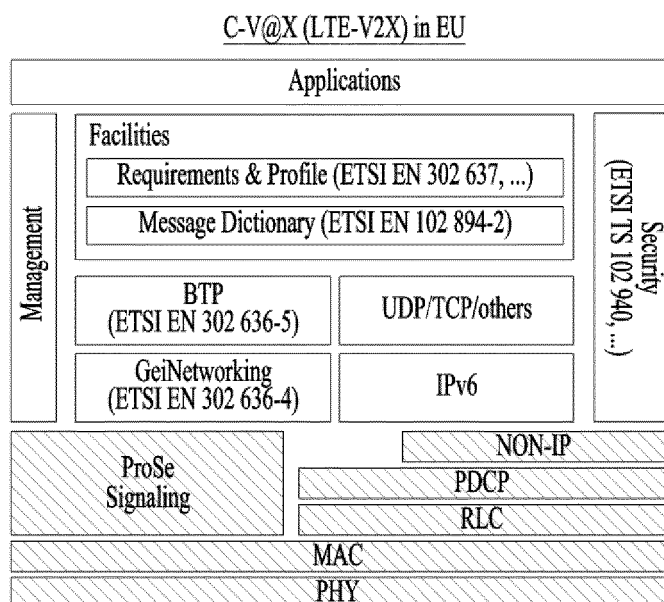 C-V@X (LTE-V2X) in EU
Applications
Management
Facilities
Requirements & Profile (ETSI EN 302 637, ...)
Message Dictionary (ETSI EN 102 894-2)
BTP
(ETSI EN 302 636-5)
UDP/TCP/others
GeiNetworking
(ETSI EN 302 636-4)
IPv6
Security
(ETSI TS 102 940, ...)
ProSe
Signaling
NON-IP
PDCP
RLC
MAC
PHY